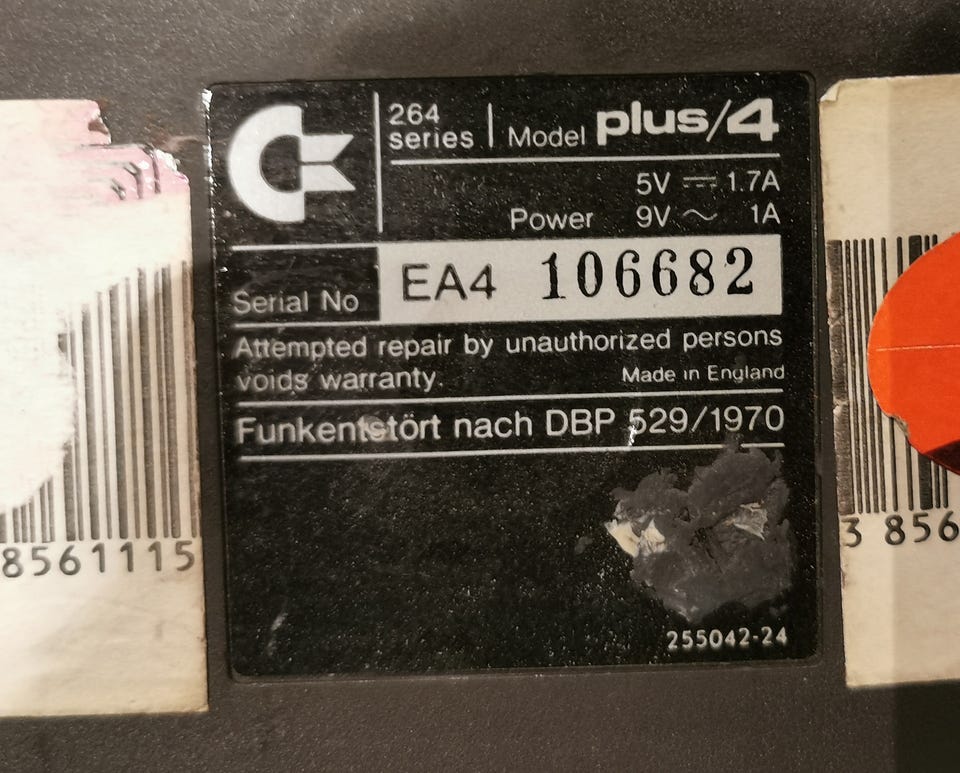 264
series
Model plus/4
5V ⎓ 1.7A
Power 9V ~ 1A
Serial No EA4 106682
Attempted repair by unauthorized persons
voids warranty. Made in England
Funkentstört nach DBP 529/1970
255042-24
8561115
3 856